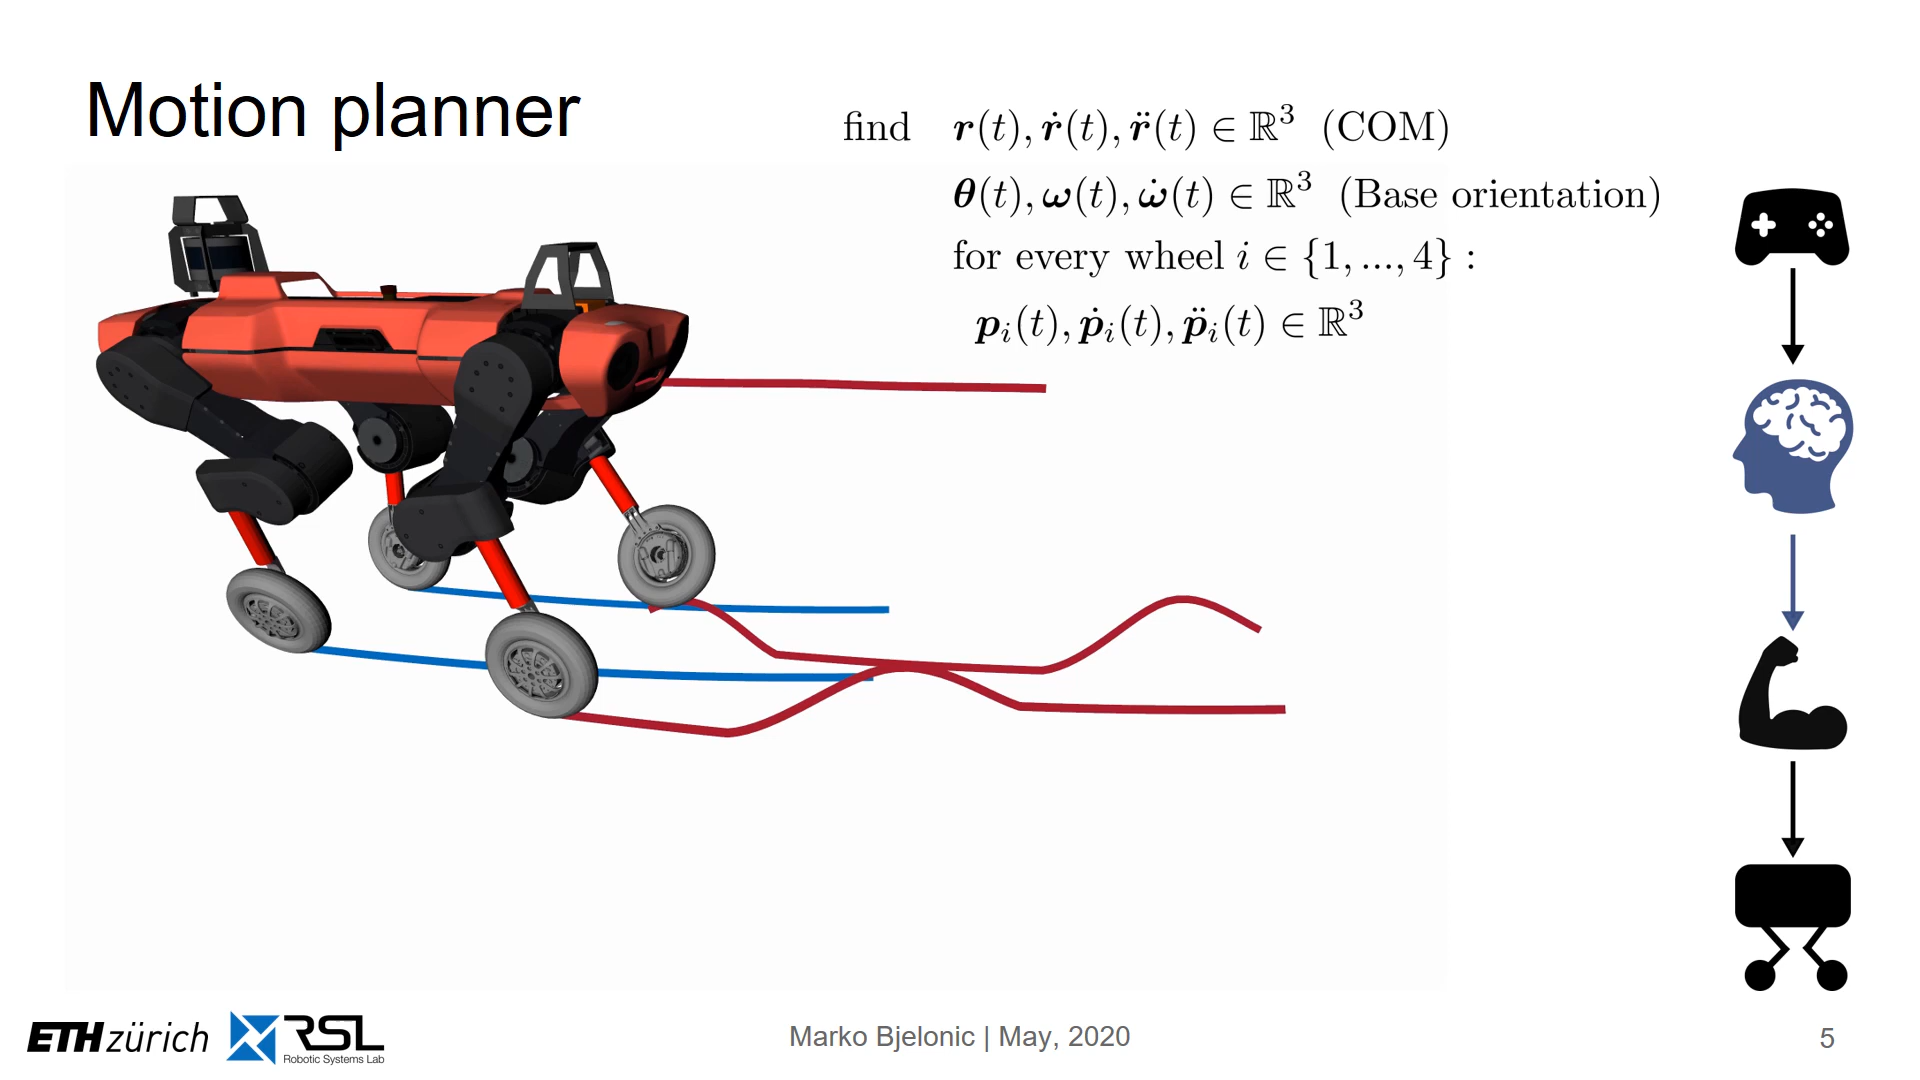 Motion planner
find r(t), ṙ(t), r̈(t) ∈ ℝ³ (COM)
θ(t), ω(t), ω̇(t) ∈ ℝ³ (Base orientation)
for every wheel i ∈ {1, ..., 4} :
pᵢ(t), ṗᵢ(t), p̈ᵢ(t) ∈ ℝ³
ETH zürich
RSL
Robotic Systems Lab
Marko Bjelonic | May, 2020
5